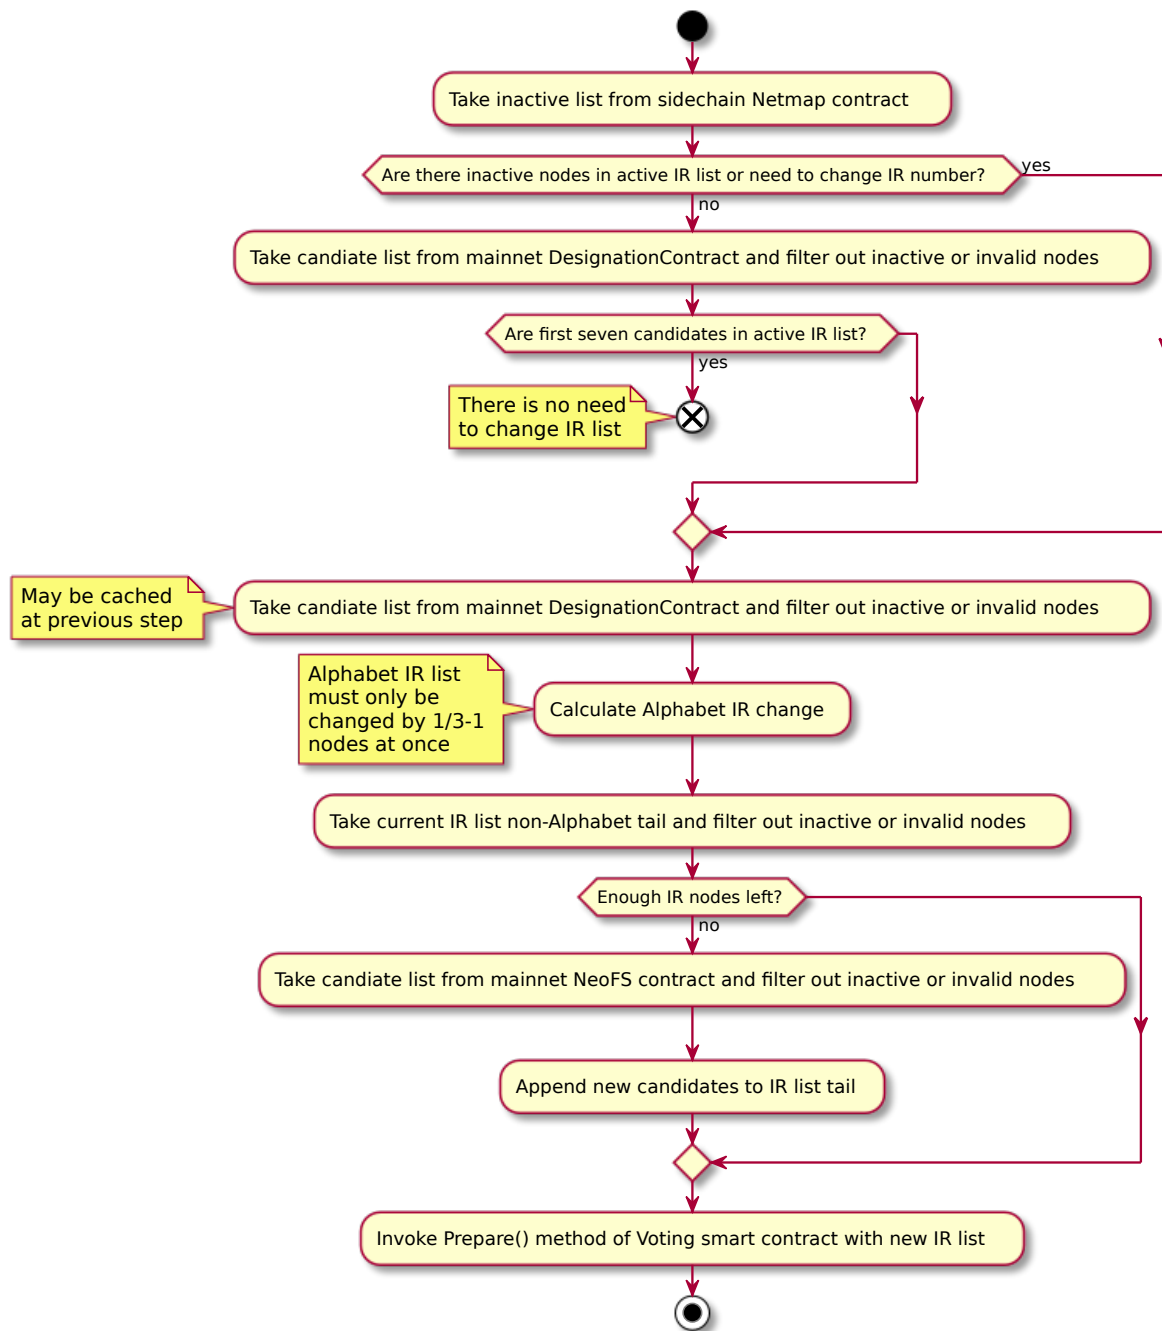 Take inactive list from sidechain Netmap contract
Are there inactive nodes in active IR list or need to change IR number?
yes
no
Take candiate list from mainnet DesignationContract and filter out inactive or invalid nodes
Are first seven candidates in active IR list?
yes
There is no need
to change IR list
May be cached
at previous step
Take candiate list from mainnet DesignationContract and filter out inactive or invalid nodes
Alphabet IR list
must only be
changed by 1/3-1
nodes at once
Calculate Alphabet IR change
Take current IR list non-Alphabet tail and filter out inactive or invalid nodes
Enough IR nodes left?
no
Take candiate list from mainnet NeoFS contract and filter out inactive or invalid nodes
Append new candidates to IR list tail
Invoke Prepare() method of Voting smart contract with new IR list